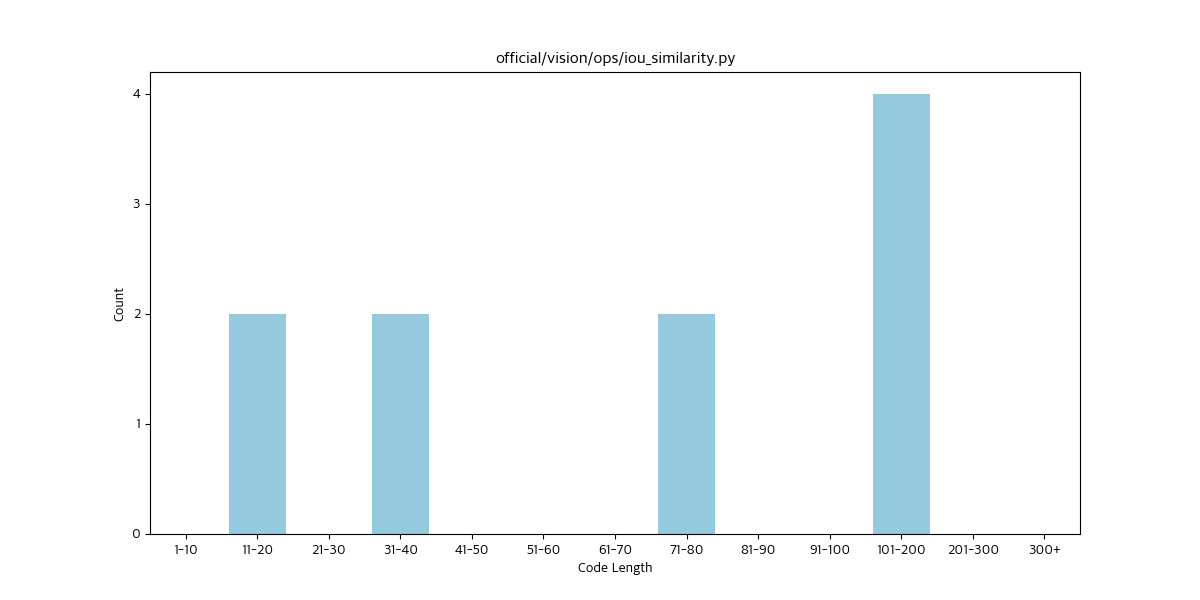 official/vision/ops/iou_similarity.py
4
3
2
1
0
Count
1-10 11-20 21-30 31-40 41-50 51-60 61-70 71-80 81-90 91-100 101-200 201-300 300+
Code Length